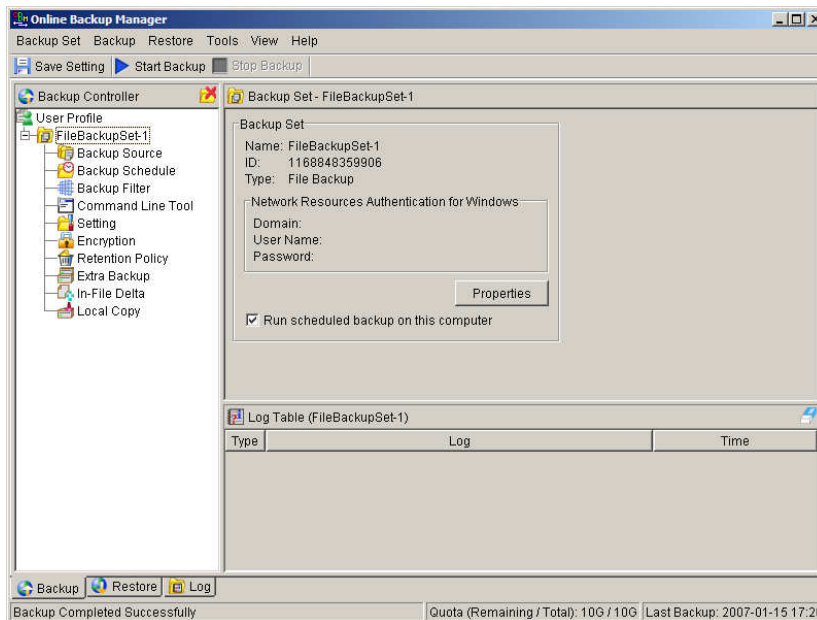 Online Backup Manager
Backup Set Backup Restore Tools View Help
Save Setting Start Backup Stop Backup
Backup Controller
User Profile
FileBackupSet-1
Backup Source
Backup Schedule
Backup Filter
Command Line Tool
Setting
Encryption
Retention Policy
Extra Backup
In-File Delta
Local Copy
Backup Set - FileBackupSet-1
Backup Set
Name: FileBackupSet-1
ID: 1168848359906
Type: File Backup
Network Resources Authentication for Windows
Domain:
User Name:
Password:
Properties
Run scheduled backup on this computer
Log Table (FileBackupSet-1)
Type Log Time
Backup Restore Log
Backup Completed Successfully
Quota (Remaining / Total): 10G / 10G
Last Backup: 2007-01-15 17:2